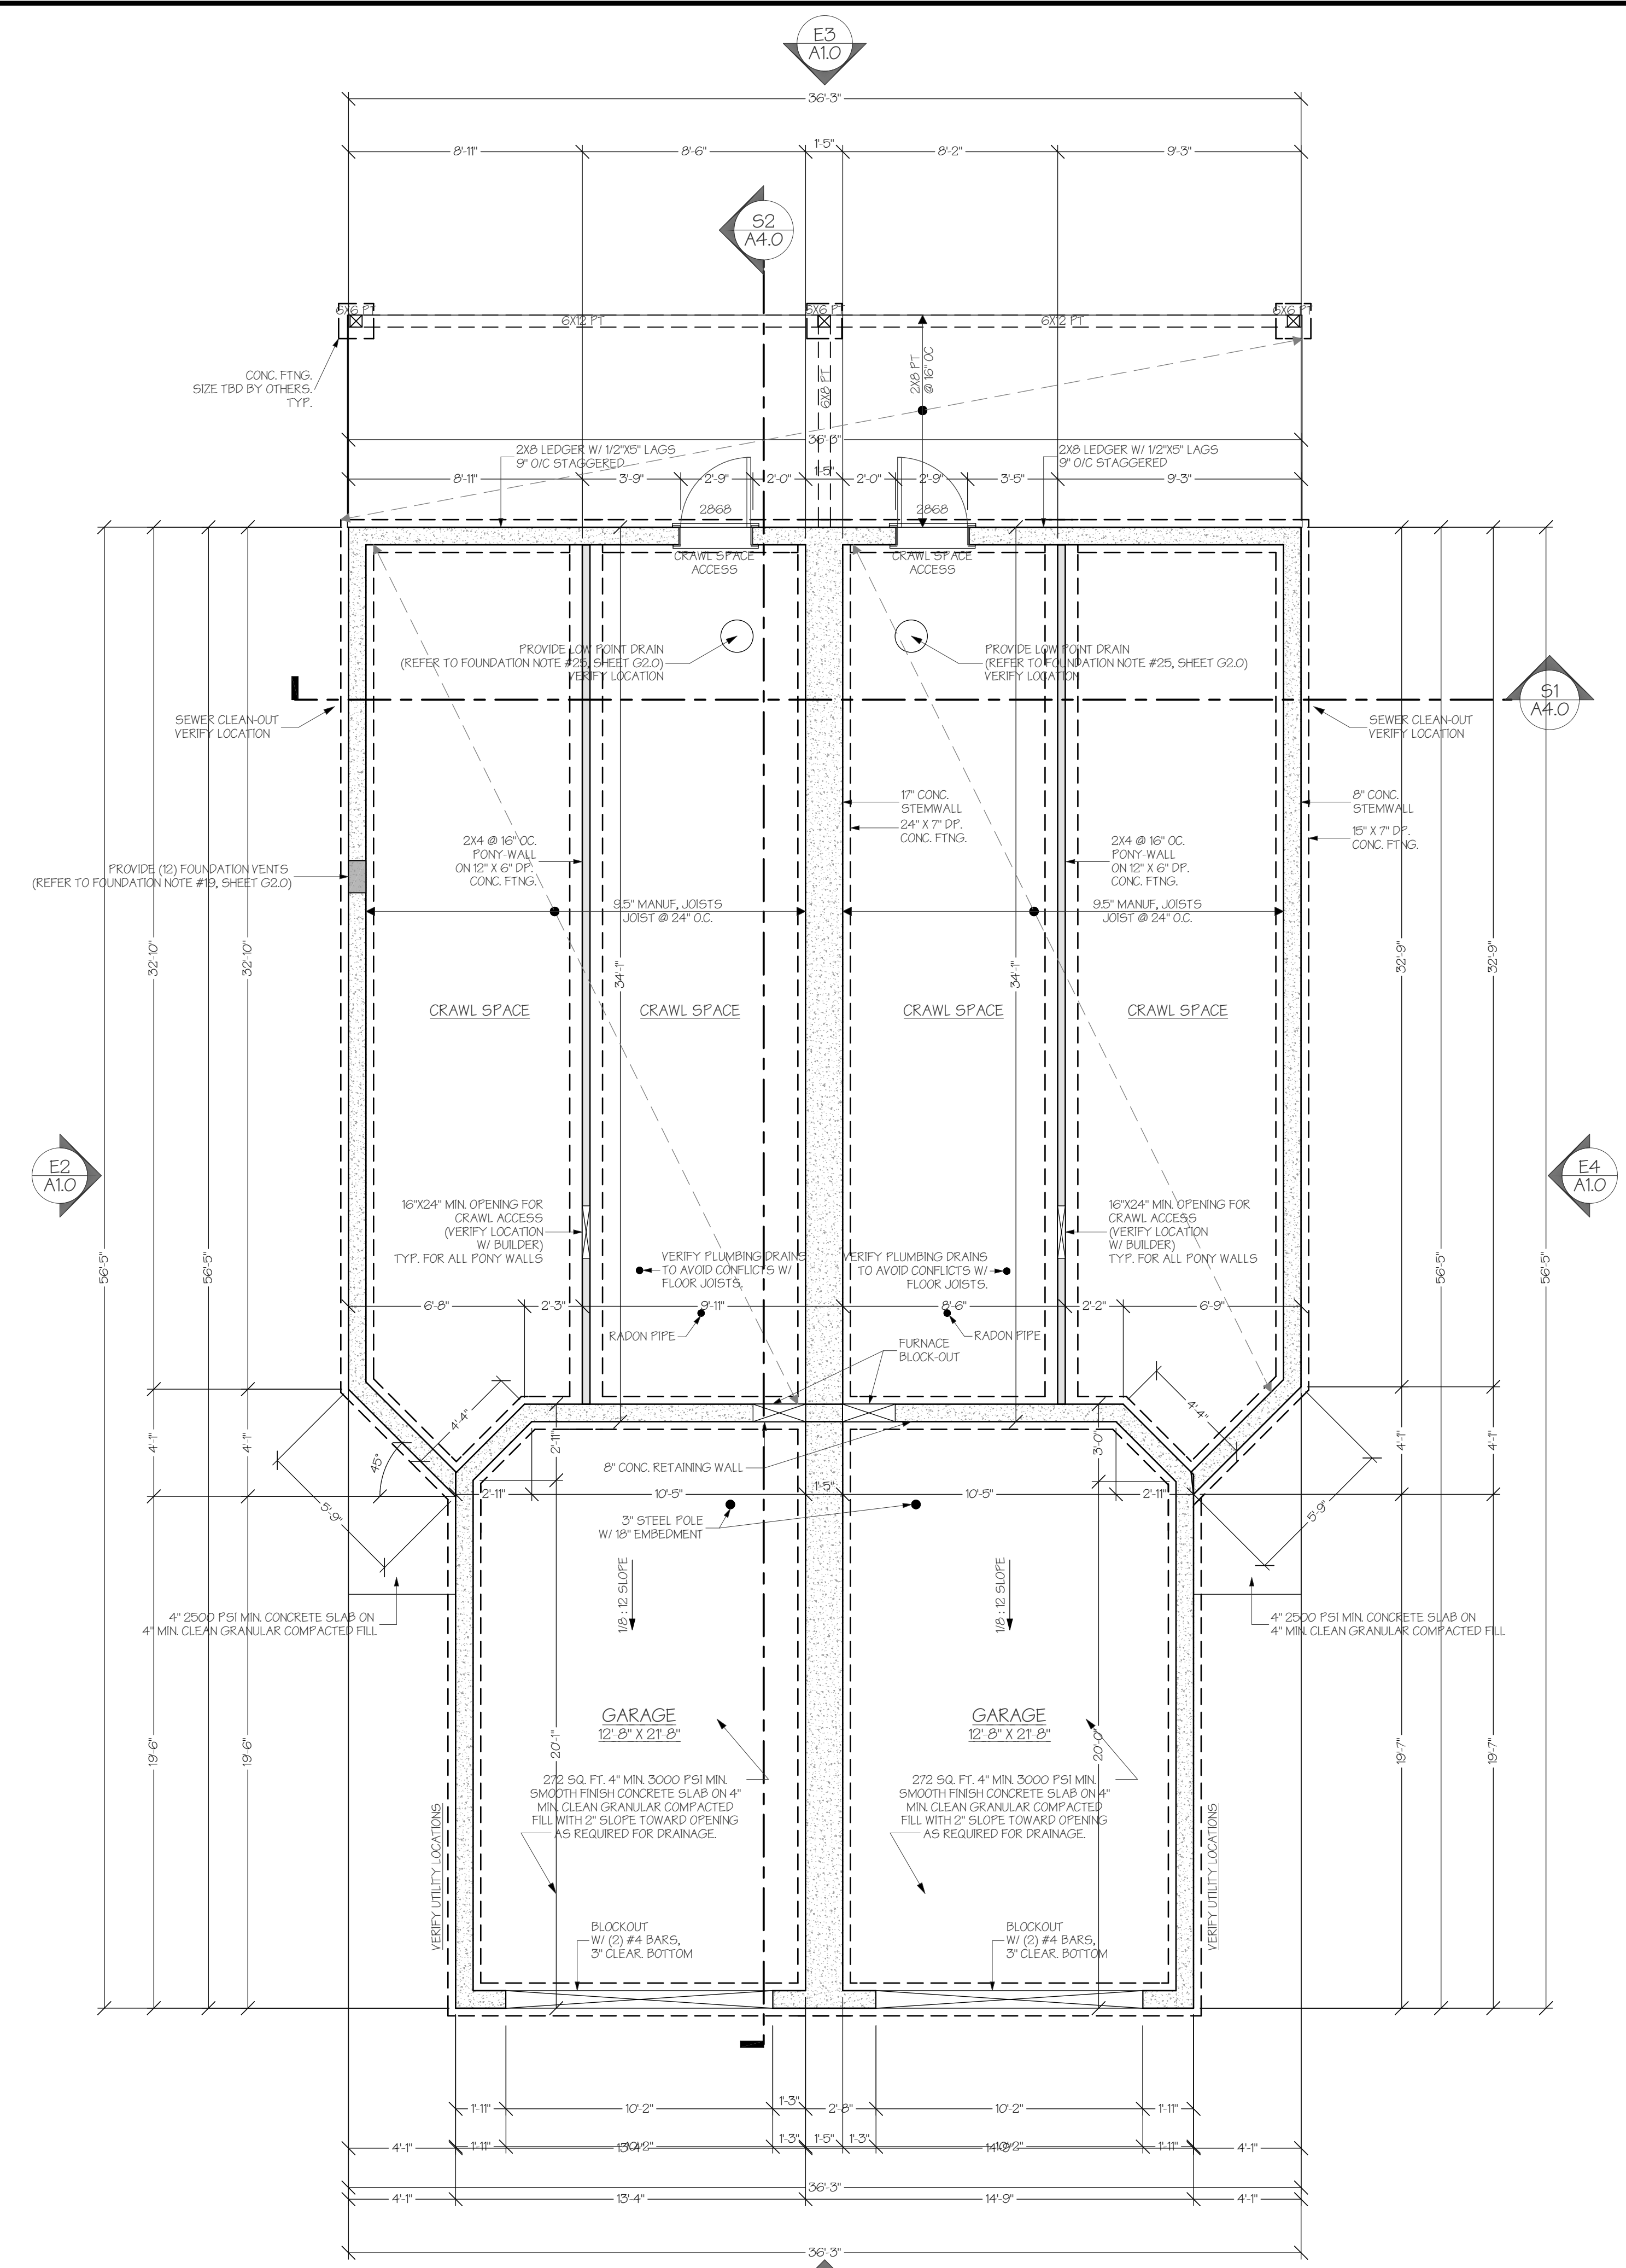 E3
A1.0
36'-3"
8'-11"
8'-6"
1'-5"
8'-2"
9'-3"
S2
A4.0
6X6 PT
6X6 PT
6X6 PT
6X12 PT
6X12 PT
CONC. FTNG.
SIZE TBD BY OTHERS.
TYP.
6X8 PT
2X8 PT
@ 16" OC
36'-3"
2X8 LEDGER W/ 1/2"X5" LAGS
9" O/C STAGGERED
2X8 LEDGER W/ 1/2"X5" LAGS
9" O/C STAGGERED
8'-11"
3'-9"
2'-9"
2'-0"
1'-5"
2'-0"
2'-9"
3'-5"
9'-3"
2868
2868
CRAWL SPACE
ACCESS
CRAWL SPACE
ACCESS
PROVIDE LOW POINT DRAIN
(REFER TO FOUNDATION NOTE #25, SHEET G2.0)
VERIFY LOCATION
PROVIDE LOW POINT DRAIN
(REFER TO FOUNDATION NOTE #25, SHEET G2.0)
VERIFY LOCATION
S1
A4.0
SEWER CLEAN-OUT
VERIFY LOCATION
SEWER CLEAN-OUT
VERIFY LOCATION
17" CONC.
STEMWALL
24" X 7" DP.
CONC. FTNG.
8" CONC.
STEMWALL
15" X 7" DP.
CONC. FTNG.
2X4 @ 16" OC.
PONY-WALL
ON 12" X 6" DP.
CONC. FTNG.
2X4 @ 16" OC.
PONY-WALL
ON 12" X 6" DP.
CONC. FTNG.
PROVIDE (12) FOUNDATION VENTS
(REFER TO FOUNDATION NOTE #19, SHEET G2.0)
9.5" MANUF, JOISTS
JOIST @ 24" O.C.
9.5" MANUF, JOISTS
JOIST @ 24" O.C.
32'-10"
32'-10"
34'-1"
34'-1"
32'-9"
32'-9"
CRAWL SPACE
CRAWL SPACE
CRAWL SPACE
CRAWL SPACE
E2
A1.0
E4
A1.0
16"X24" MIN. OPENING FOR
CRAWL ACCESS
(VERIFY LOCATION
W/ BUILDER)
TYP. FOR ALL PONY WALLS
16"X24" MIN. OPENING FOR
CRAWL ACCESS
(VERIFY LOCATION
W/ BUILDER)
TYP. FOR ALL PONY WALLS
VERIFY PLUMBING DRAINS
TO AVOID CONFLICTS W/
FLOOR JOISTS.
VERIFY PLUMBING DRAINS
TO AVOID CONFLICTS W/
FLOOR JOISTS.
56'-5"
56'-5"
56'-5"
56'-5"
6'-8"
2'-3"
9'-11"
8'-6"
2'-2"
6'-9"
RADON PIPE
RADON PIPE
FURNACE
BLOCK-OUT
4'-4"
4'-4"
4'-1"
4'-1"
45°
2'-11"
3'-0"
4'-1"
4'-1"
8" CONC. RETAINING WALL
5'-9"
2'-11"
10'-5"
1'-5"
10'-5"
2'-11"
5'-9"
3" STEEL POLE
W/ 18" EMBEDMENT
1/8 : 12 SLOPE
1/8 : 12 SLOPE
4" 2500 PSI MIN. CONCRETE SLAB ON
4" MIN. CLEAN GRANULAR COMPACTED FILL
4" 2500 PSI MIN. CONCRETE SLAB ON
4" MIN. CLEAN GRANULAR COMPACTED FILL
GARAGE
12'-8" X 21'-8"
GARAGE
12'-8" X 21'-8"
19'-6"
19'-6"
20'-1"
20'-0"
19'-7"
19'-7"
272 SQ. FT. 4" MIN. 3000 PSI MIN.
SMOOTH FINISH CONCRETE SLAB ON 4"
MIN. CLEAN GRANULAR COMPACTED
FILL WITH 2" SLOPE TOWARD OPENING
AS REQUIRED FOR DRAINAGE.
272 SQ. FT. 4" MIN. 3000 PSI MIN.
SMOOTH FINISH CONCRETE SLAB ON 4"
MIN. CLEAN GRANULAR COMPACTED
FILL WITH 2" SLOPE TOWARD OPENING
AS REQUIRED FOR DRAINAGE.
VERIFY UTILITY LOCATIONS
VERIFY UTILITY LOCATIONS
BLOCKOUT
W/ (2) #4 BARS,
3" CLEAR. BOTTOM
BLOCKOUT
W/ (2) #4 BARS,
3" CLEAR. BOTTOM
1'-11"
10'-2"
1'-3"
2'-8"
10'-2"
1'-11"
4'-1"
1'-11"
13'-4"
10'-2"
1'-3"
1'-5"
1'-3"
14'-9"
10'-2"
1'-11"
4'-1"
36'-3"
4'-1"
13'-4"
14'-9"
4'-1"
36'-3"